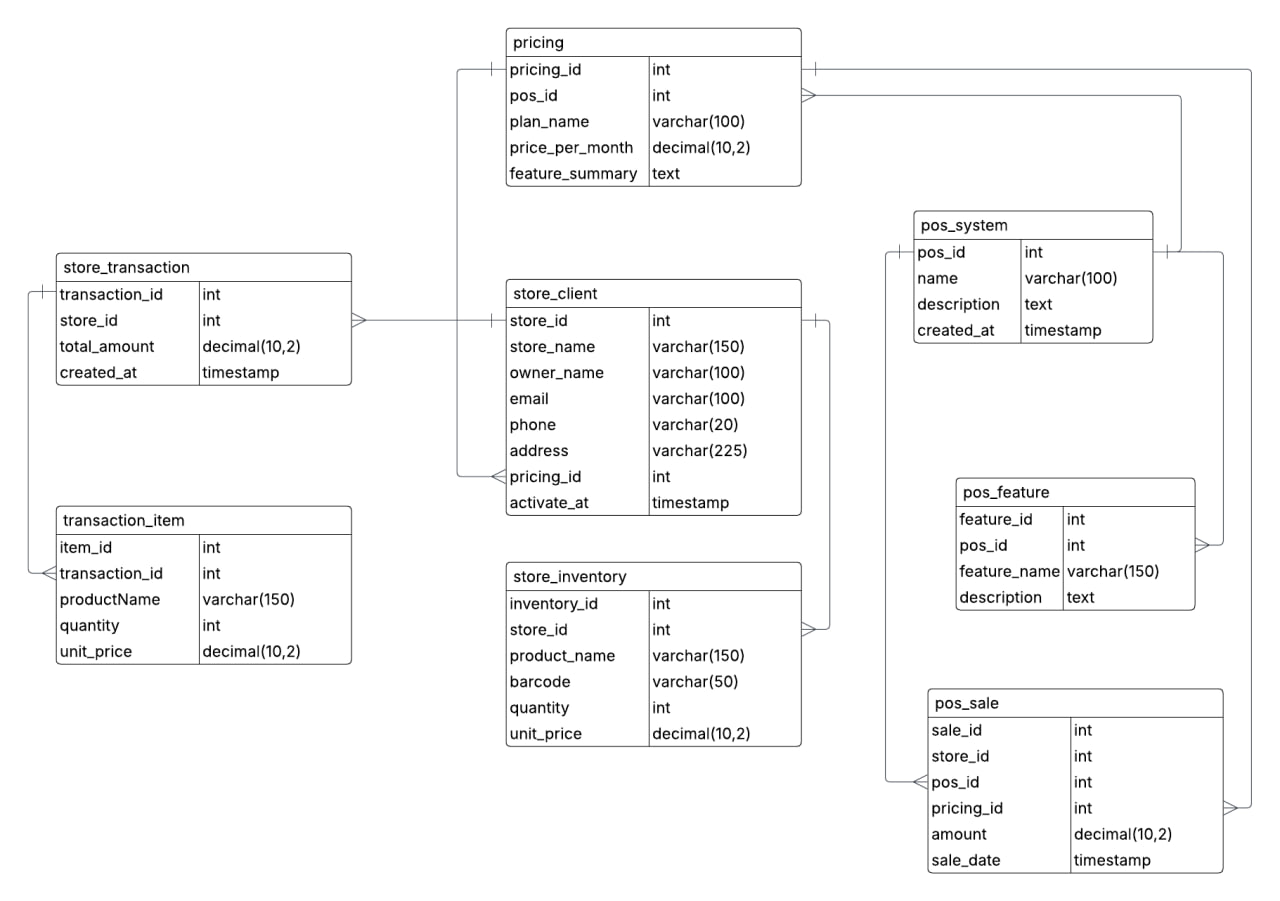 pricing
pricing_id int
pos_id int
plan_name varchar(100)
price_per_month decimal(10,2)
feature_summary text
pos_system
pos_id int
name varchar(100)
description text
created_at timestamp
store_transaction
transaction_id int
store_id int
total_amount decimal(10,2)
created_at timestamp
store_client
store_id int
store_name varchar(150)
owner_name varchar(100)
email varchar(100)
phone varchar(20)
address varchar(225)
pricing_id int
activate_at timestamp
pos_feature
feature_id int
pos_id int
feature_name varchar(150)
description text
transaction_item
item_id int
transaction_id int
productName varchar(150)
quantity int
unit_price decimal(10,2)
store_inventory
inventory_id int
store_id int
product_name varchar(150)
barcode varchar(50)
quantity int
unit_price decimal(10,2)
pos_sale
sale_id int
store_id int
pos_id int
pricing_id int
amount decimal(10,2)
sale_date timestamp